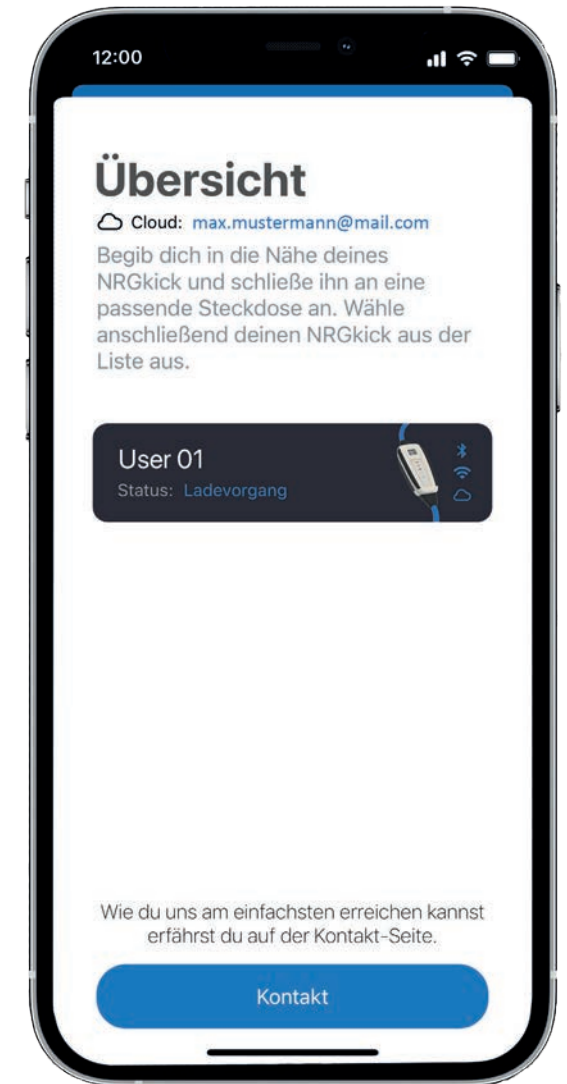 12:00
Übersicht
Cloud: max.mustermann@mail.com
Begib dich in die Nähe deines
NRGkick und schließe ihn an eine
passende Steckdose an. Wähle
anschließend deinen NRGkick aus der
Liste aus.
User 01
Status: Ladevorgang
Wie du uns am einfachsten erreichen kannst
erfährst du auf der Kontakt-Seite.
Kontakt